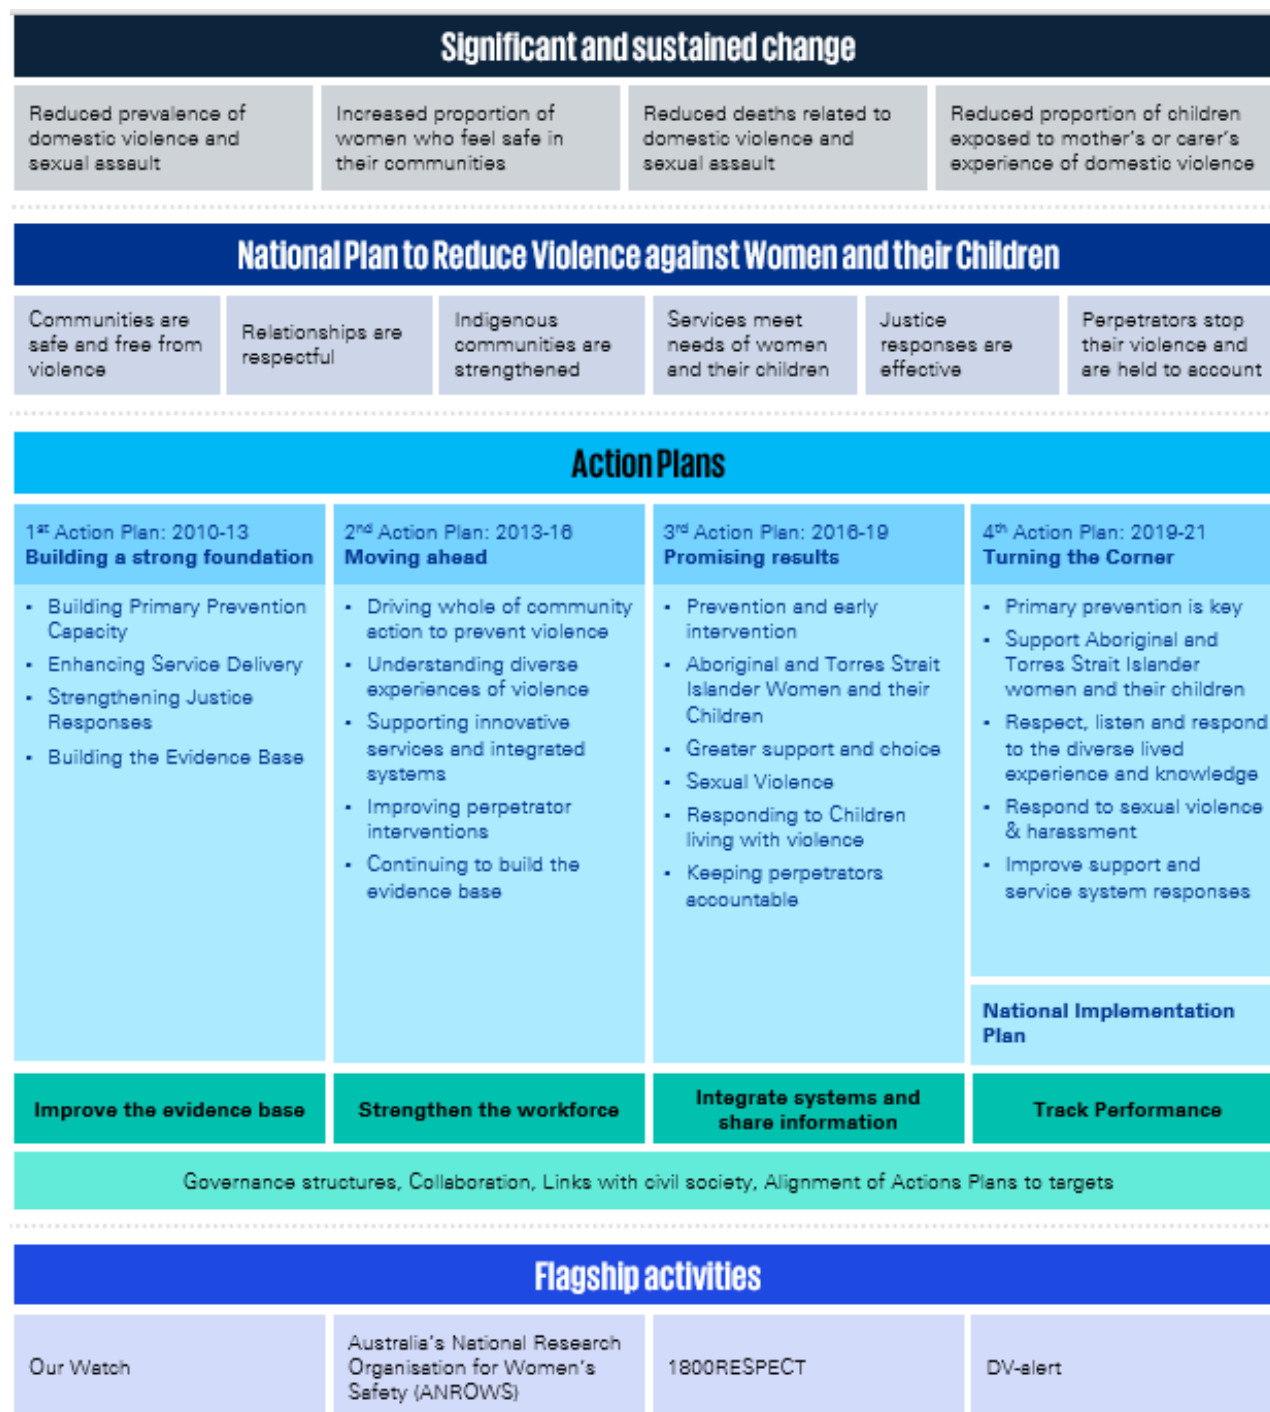 Significant and sustained change
Reduced prevalence of
domestic violence and
sexual assault
Increased proportion of
women who feel safe in
their communities
Reduced deaths related to
domestic violence and
sexual assault
Reduced proportion of children
exposed to mother's or carer's
experience of domestic violence
National Plan to Reduce Violence against Women and their Children
Communities are
safe and free from
violence
Relationships are
respectful
Indigenous
communities are
strengthened
Services meet
needs of women
and their children
Justice
responses are
effective
Perpetrators stop
their violence and
are held to account
Action Plans
1st Action Plan: 2010-13
Building a strong foundation
• Building Primary Prevention
Capacity
• Enhancing Service Delivery
• Strengthening Justice
Responses
• Building the Evidence Base
2nd Action Plan: 2013-16
Moving ahead
• Driving whole of community
action to prevent violence
• Understanding diverse
experiences of violence
• Supporting innovative
services and integrated
systems
• Improving perpetrator
interventions
• Continuing to build the
evidence base
3rd Action Plan: 2016-19
Promising results
• Prevention and early
intervention
• Aboriginal and Torres Strait
Islander Women and their
Children
• Greater support and choice
• Sexual Violence
• Responding to Children
living with violence
• Keeping perpetrators
accountable
4th Action Plan: 2019-21
Turning the Corner
• Primary prevention is key
• Support Aboriginal and
Torres Strait Islander
women and their children
• Respect, listen and respond
to the diverse lived
experience and knowledge
• Respond to sexual violence
& harassment
• Improve support and
service system responses
National Implementation
Plan
Improve the evidence base
Strengthen the workforce
Integrate systems and
share information
Track Performance
Governance structures, Collaboration, Links with civil society, Alignment of Actions Plans to targets
Flagship activities
Our Watch
Australia's National Research
Organisation for Women's
Safety (ANROWS)
1800RESPECT
DV-alert